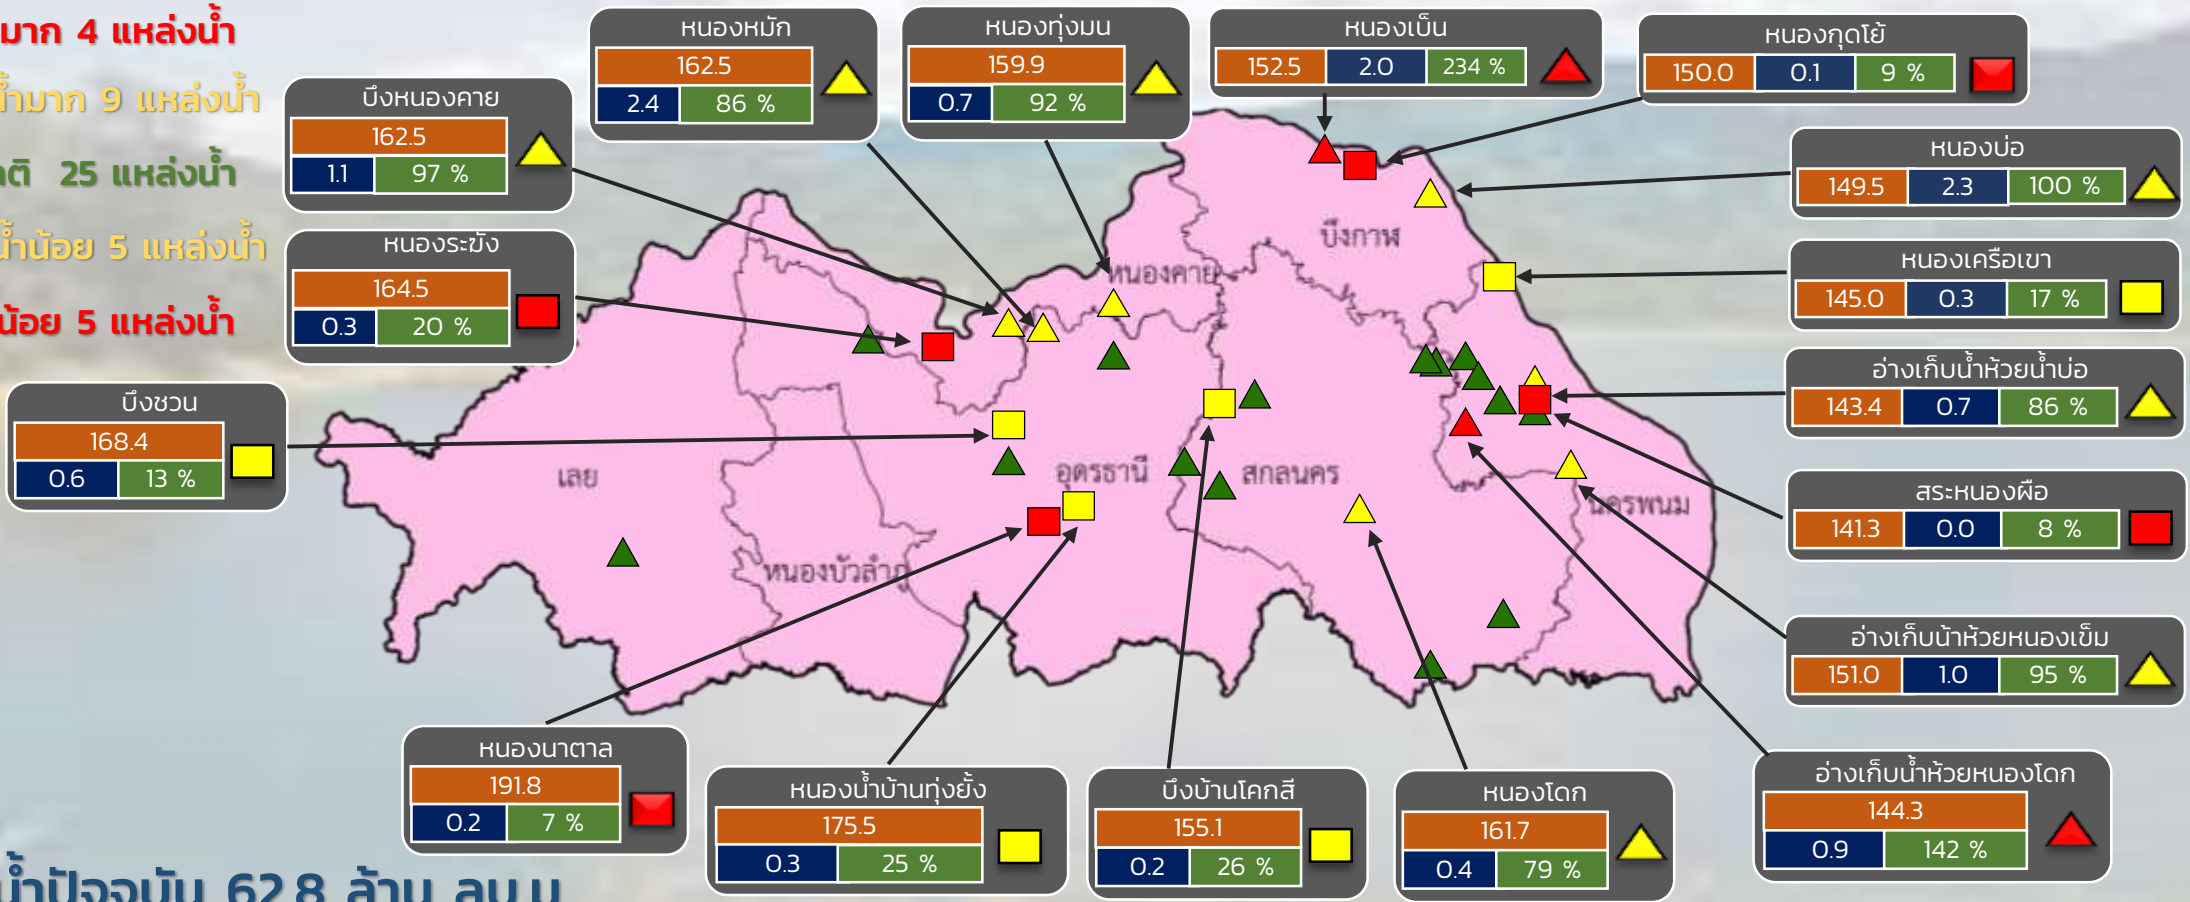 มาก 4 แหล่งน้ำ
น้ำมาก 9 แหล่งน้ำ
25 แหล่งน้ำ
น้ำน้อย 5 แหล่งน้ำ
น้อย 5 แหล่งน้ำ
น้ำปัจจุบัน 62.8 ล้าน ลบ.ม
หนองหมัก
162.5
2.4 86 %
หนองทุ่งมน
159.9
0.7 92 %
หนองเบ็น
152.5 2.0 234 %
หนองกุดโย้
150.0 0.1 9 %
บึงหนองคาย
162.5
1.1 97 %
หนองบ่อ
149.5 2.3 100 %
หนองระฆัง
164.5
0.3 20 %
หนองเครือเขา
145.0 0.3 17 %
อ่างเก็บน้ำห้วยน้ำบ่อ
143.4 0.7 86 %
บึงชวน
168.4
0.6 13 %
สระหนองผือ
141.3 0.0 8 %
อ่างเก็บน้ำห้วยหนองเข็ม
151.0 1.0 95 %
หนองนาตาล
191.8
0.2 7 %
หนองน้ำบ้านทุ่งยั้ง
175.5
0.3 25 %
บึงบ้านโคกสี
155.1
0.2 26 %
หนองโดก
161.7
0.4 79 %
อ่างเก็บน้ำห้วยหนองโดก
144.3
0.9 142 %
บึงกาฬ
หนองคาย
เลย
อุดรธานี
สกลนคร
นครพนม
หนองบัวลำภู